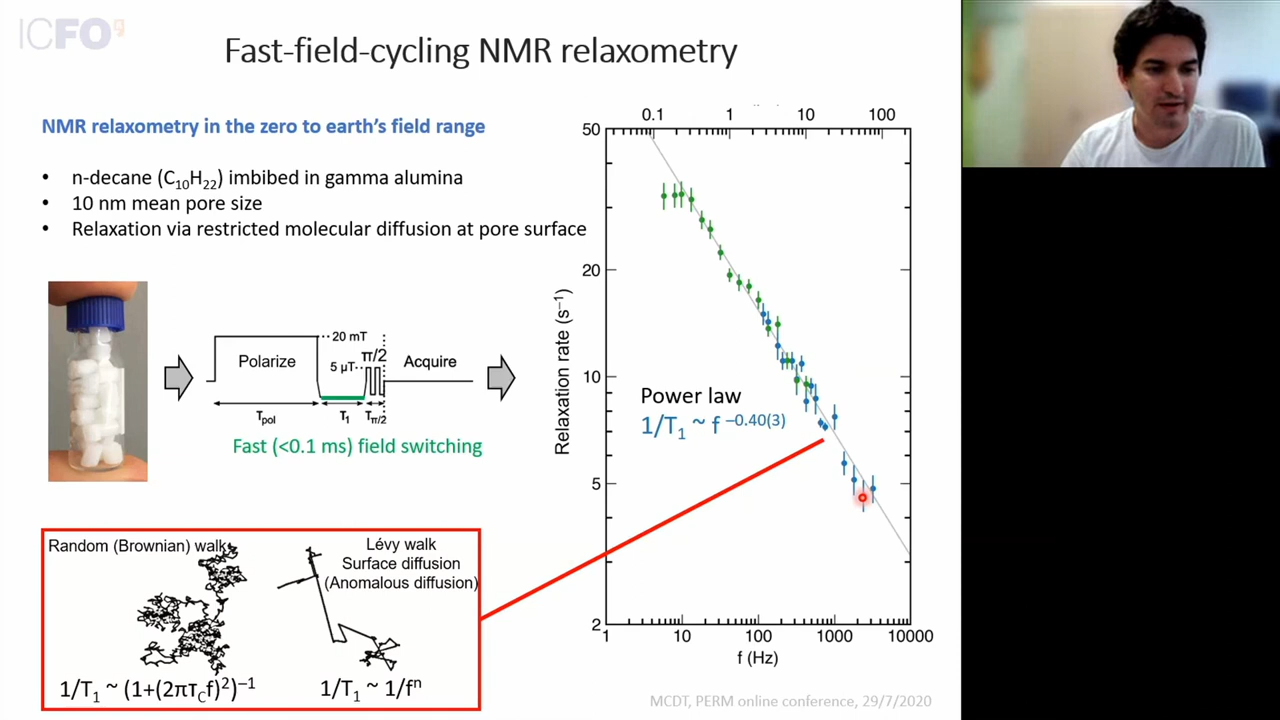 ICFO
Fast-field-cycling NMR relaxometry
NMR relaxometry in the zero to earth's field range
• n-decane (C₁₀H₂₂) imbibed in gamma alumina
• 10 nm mean pore size
• Relaxation via restricted molecular diffusion at pore surface
Polarize
20 mT
5 μT
π/2
Acquire
T_pol
T₁
T_π/2
Fast (<0.1 ms) field switching
Random (Brownian) walk
1/T₁ ~ (1+(2πτ_C f)²)⁻¹
Lévy walk
Surface diffusion
(Anomalous diffusion)
1/T₁ ~ 1/fⁿ
0.1 1 10 100
50
20
10
5
2
Relaxation rate (s⁻¹)
Power law
1/T₁ ~ f ^−0.40(3)
1 10 100 1000 10000
f (Hz)
MCDT, PERM online conference, 29/7/2020